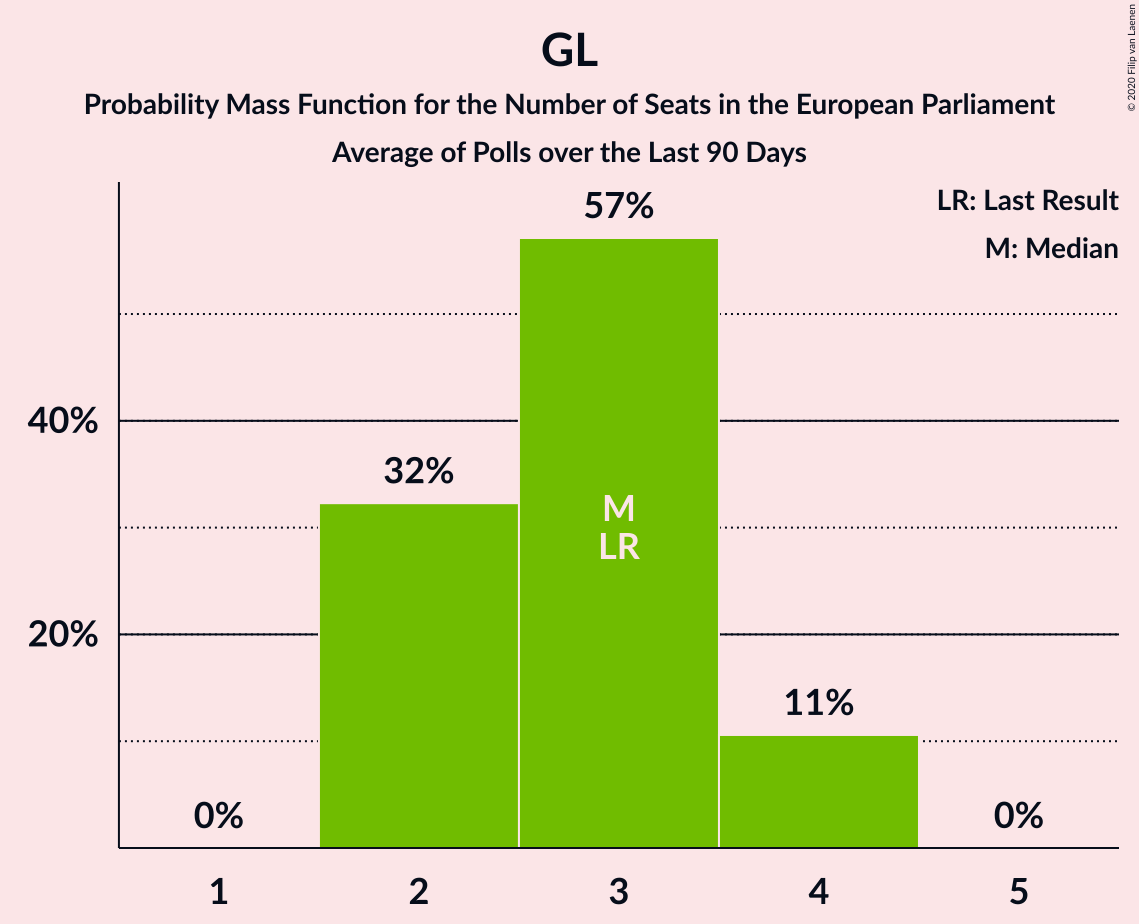 GL
Probability Mass Function for the Number of Seats in the European Parliament
Average of Polls over the Last 90 Days
© 2020 Filip van Laenen
LR: Last Result
M: Median
57%
40%
32%
M
LR
20%
11%
0%
0%
1 2 3 4 5